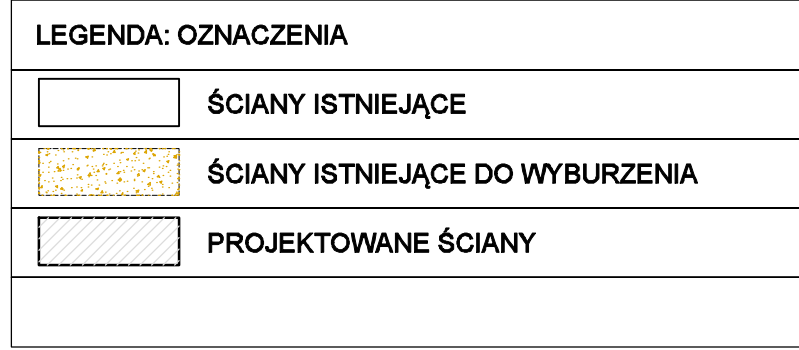 LEGENDA: OZNACZENIA
ŚCIANY ISTNIEJĄCE
ŚCIANY ISTNIEJĄCE DO WYBURZENIA
PROJEKTOWANE ŚCIANY